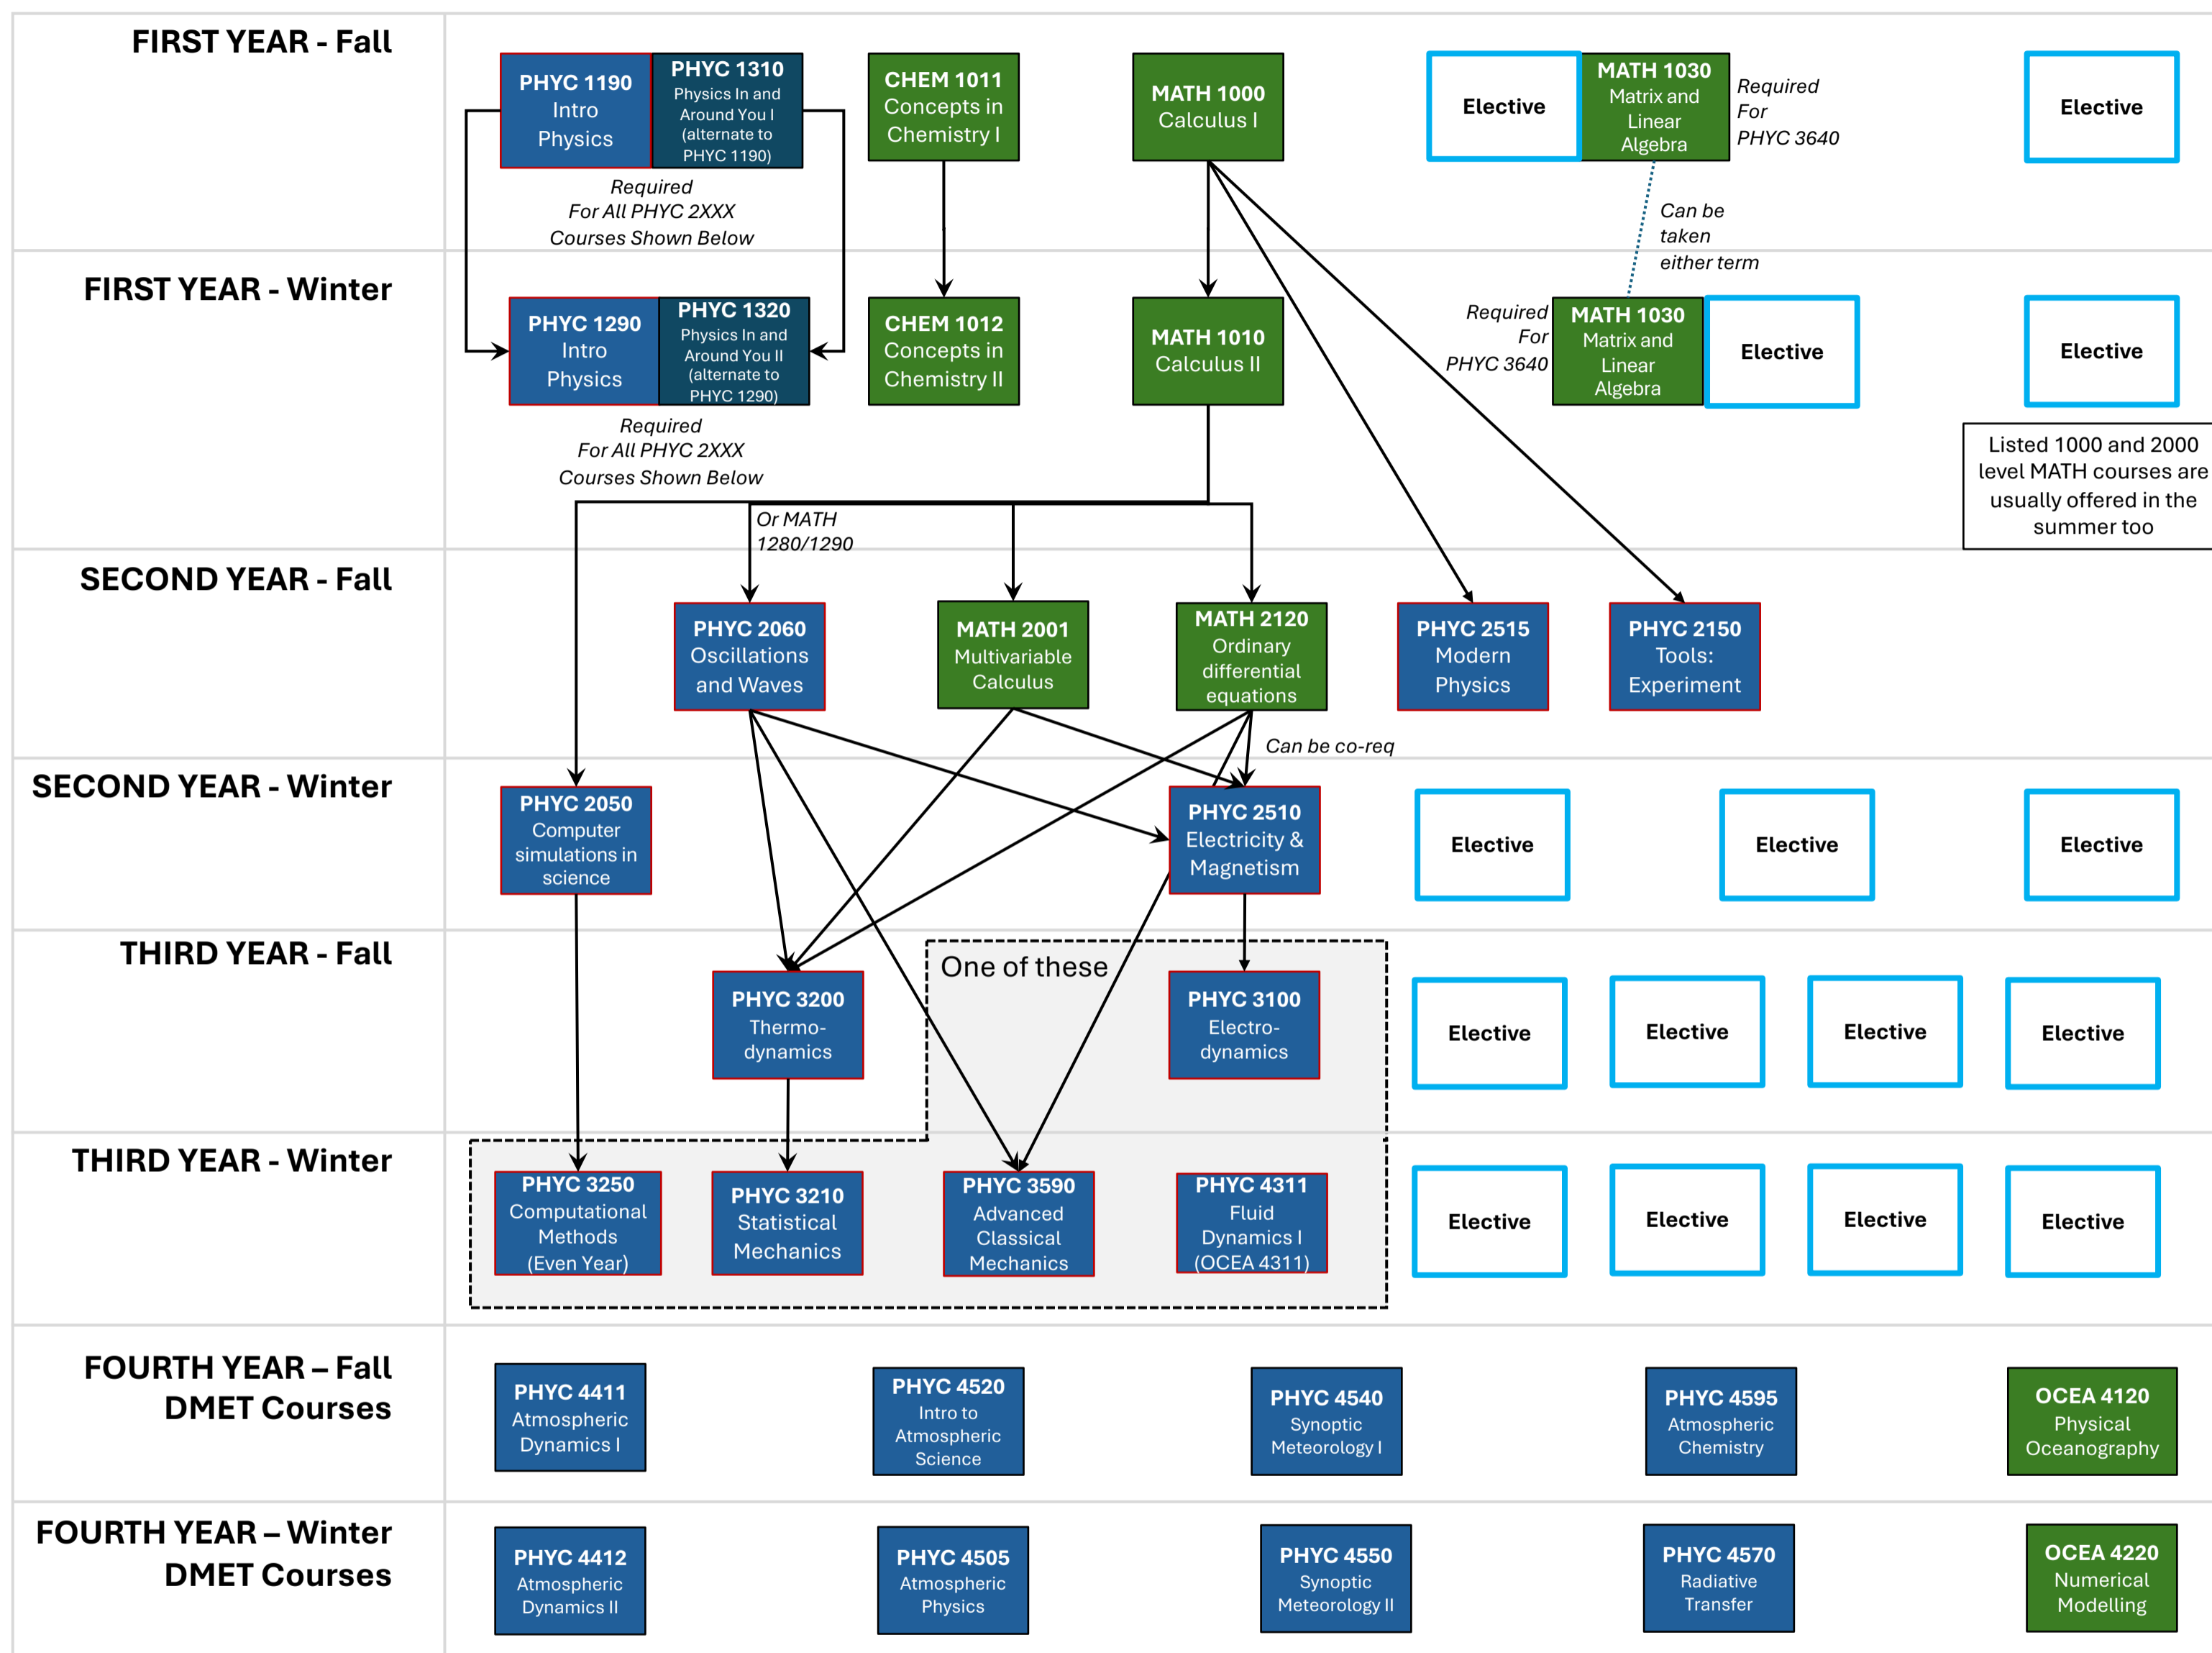 FIRST YEAR - Fall
PHYC 1190
Intro
Physics
PHYC 1310
Physics In and
Around You I
(alternate to
PHYC 1190)
Required
For All PHYC 2XXX
Courses Shown Below
CHEM 1011
Concepts in
Chemistry I
MATH 1000
Calculus I
Elective
MATH 1030
Matrix and
Linear
Algebra
Required
For
PHYC 3640
Elective
Can be
taken
either term
FIRST YEAR - Winter
PHYC 1290
Intro
Physics
PHYC 1320
Physics In and
Around You II
(alternate to
PHYC 1290)
Required
For All PHYC 2XXX
Courses Shown Below
CHEM 1012
Concepts in
Chemistry II
MATH 1010
Calculus II
Required
For
PHYC 3640
MATH 1030
Matrix and
Linear
Algebra
Elective
Elective
Listed 1000 and 2000
level MATH courses are
usually offered in the
summer too
Or MATH
1280/1290
SECOND YEAR - Fall
PHYC 2060
Oscillations
and Waves
MATH 2001
Multivariable
Calculus
MATH 2120
Ordinary
differential
equations
PHYC 2515
Modern
Physics
PHYC 2150
Tools:
Experiment
Can be co-req
SECOND YEAR - Winter
PHYC 2050
Computer
simulations in
science
PHYC 2510
Electricity &
Magnetism
Elective
Elective
Elective
THIRD YEAR - Fall
One of these
PHYC 3200
Thermo-
dynamics
PHYC 3100
Electro-
dynamics
Elective
Elective
Elective
Elective
THIRD YEAR - Winter
PHYC 3250
Computational
Methods
(Even Year)
PHYC 3210
Statistical
Mechanics
PHYC 3590
Advanced
Classical
Mechanics
PHYC 4311
Fluid
Dynamics I
(OCEA 4311)
Elective
Elective
Elective
Elective
FOURTH YEAR – Fall
DMET Courses
PHYC 4411
Atmospheric
Dynamics I
PHYC 4520
Intro to
Atmospheric
Science
PHYC 4540
Synoptic
Meteorology I
PHYC 4595
Atmospheric
Chemistry
OCEA 4120
Physical
Oceanography
FOURTH YEAR – Winter
DMET Courses
PHYC 4412
Atmospheric
Dynamics II
PHYC 4505
Atmospheric
Physics
PHYC 4550
Synoptic
Meteorology II
PHYC 4570
Radiative
Transfer
OCEA 4220
Numerical
Modelling